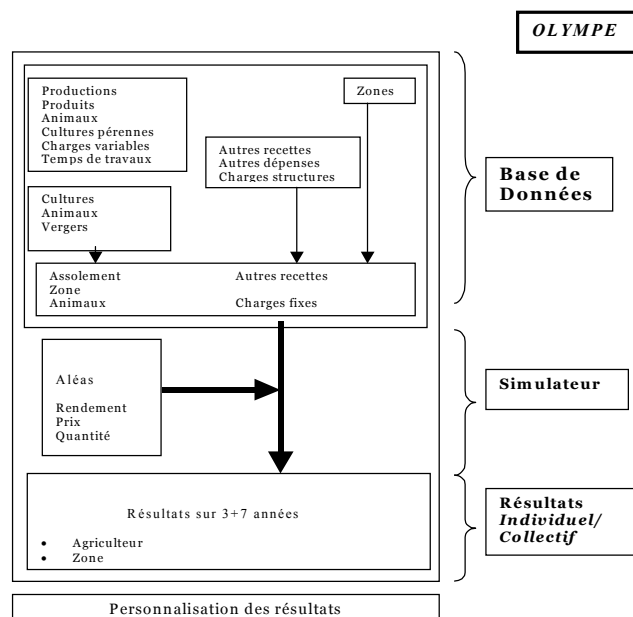 OLYMPE
Productions
Produits
Animaux
Cultures pérennes
Charges variables
Temps de travaux
Zones
Autres recettes
Autres dépenses
Charges structures
Base de
Données
Cultures
Animaux
Vergers
Assolement
Zone
Animaux
Autres recettes
Charges fixes
Aléas
Rendement
Prix
Quantité
Simulateur
Résultats sur 3+7 années
• Agriculteur
• Zone
Résultats
Individuel/
Collectif
Personnalisation des résultats